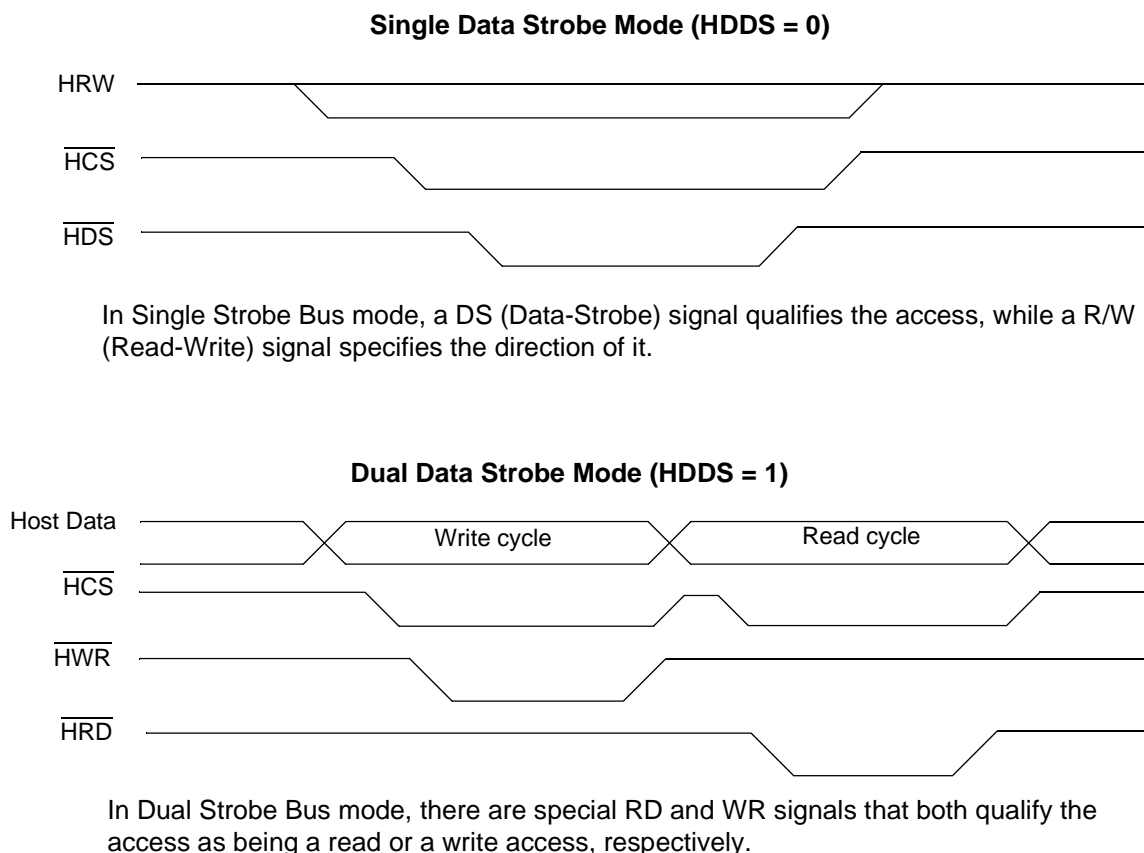 Single Data Strobe Mode (HDDS = 0)
HRW
HCS
HDS
In Single Strobe Bus mode, a DS (Data-Strobe) signal qualifies the access, while a R/W
(Read-Write) signal specifies the direction of it.
Dual Data Strobe Mode (HDDS = 1)
Host Data
Write cycle
Read cycle
HCS
HWR
HRD
In Dual Strobe Bus mode, there are special RD and WR signals that both qualify the
access as being a read or a write access, respectively.